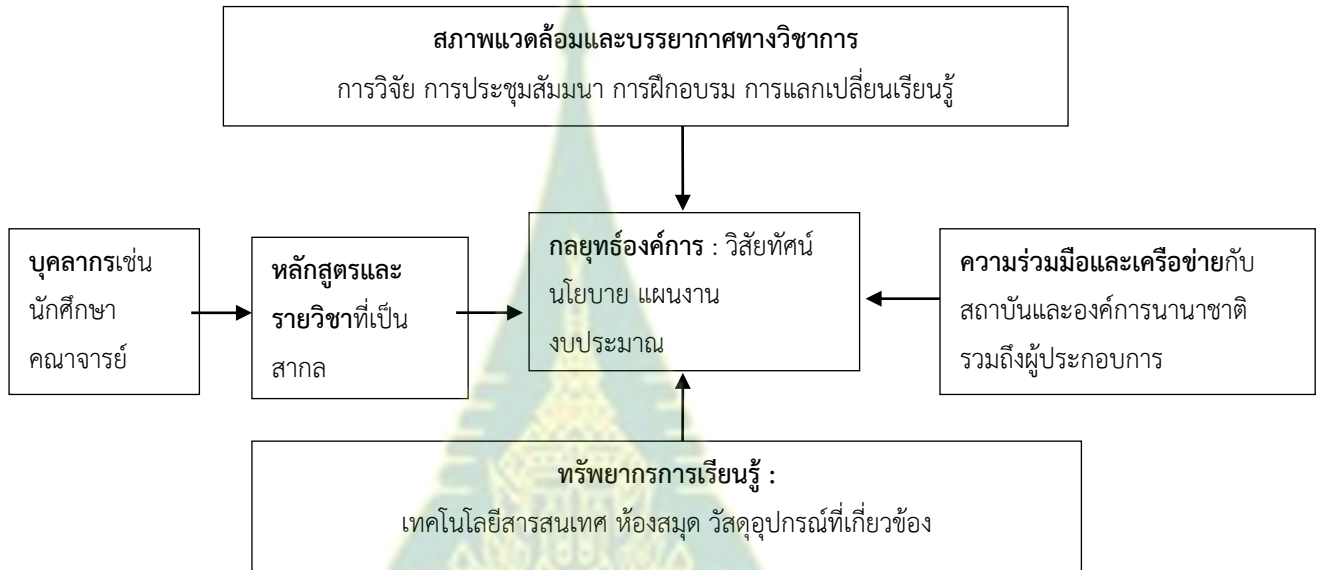 สภาพแวดล้อมและบรรยากาศทางวิชาการ
การวิจัย การประชุมสัมมนา การฝึกอบรม การแลกเปลี่ยนเรียนรู้
บุคลากรเช่น
นักศึกษา
คณาจารย์
หลักสูตรและ
รายวิชาที่เป็น
สากล
กลยุทธ์องค์การ : วิสัยทัศน์
นโยบาย แผนงาน
งบประมาณ
ความร่วมมือและเครือข่ายกับ
สถาบันและองค์การนานาชาติ
รวมถึงผู้ประกอบการ
ทรัพยากรการเรียนรู้ :
เทคโนโลยีสารสนเทศ ห้องสมุด วัสดุอุปกรณ์ที่เกี่ยวข้อง